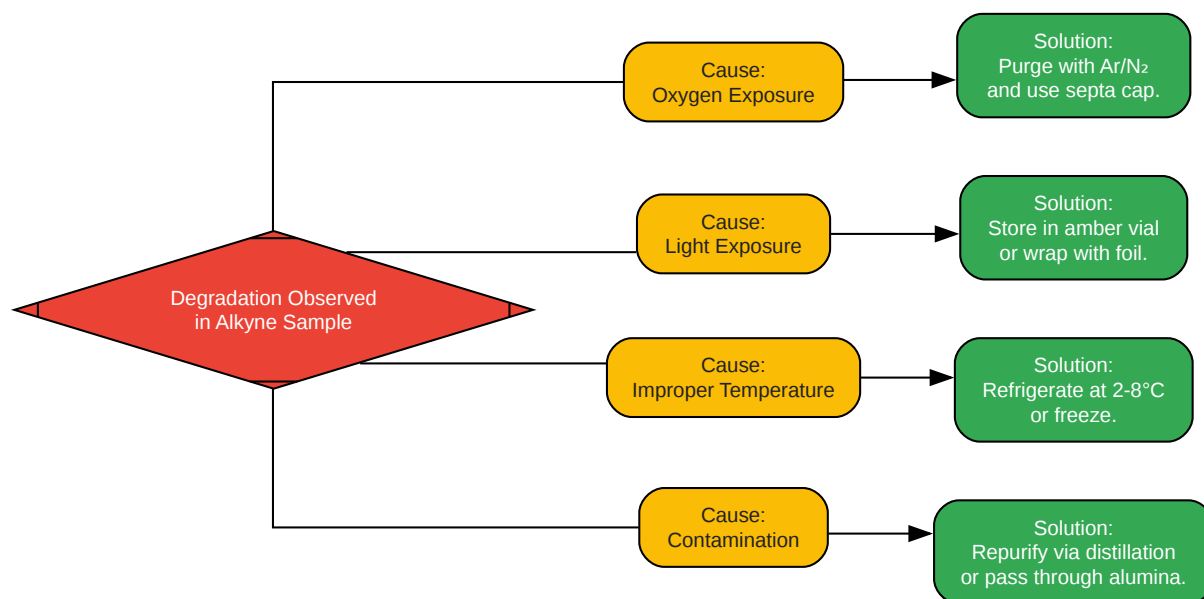 Cause:
Oxygen Exposure
Solution:
Purge with Ar/N₂
and use septa cap.
Cause:
Light Exposure
Solution:
Store in amber vial
or wrap with foil.
Degradation Observed
in Alkyne Sample
Cause:
Improper Temperature
Solution:
Refrigerate at 2-8°C
or freeze.
Cause:
Contamination
Solution:
Repurify via distillation
or pass through alumina.